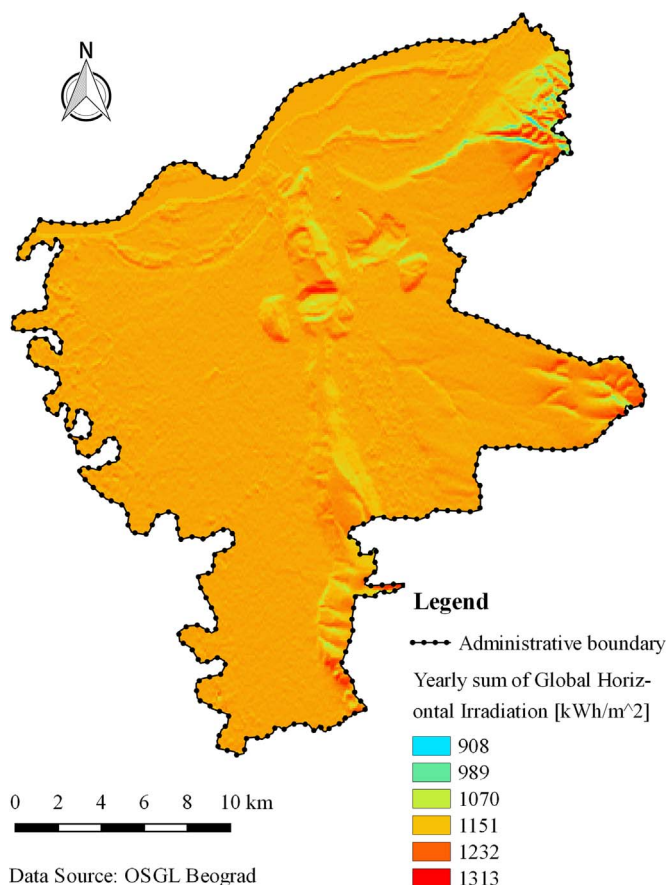 N
Legend
Administrative boundary
Yearly sum of Global Horiz-
ontal Irradiation [kWh/m^2]
908
989
1070
1151
1232
1313
0 2 4 6 8 10 km
Data Source: OSGL Beograd